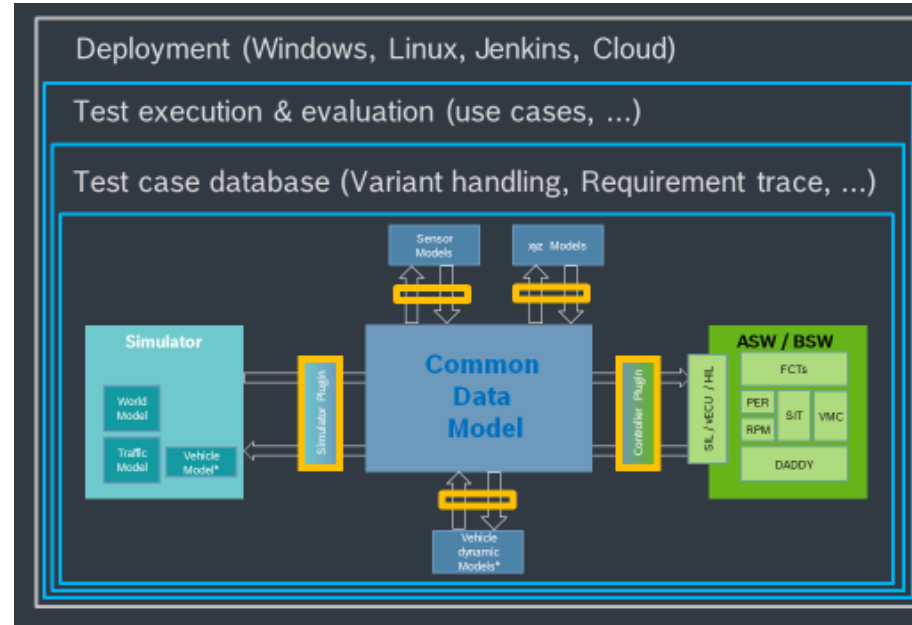 Deployment (Windows, Linux, Jenkins, Cloud)
Test execution & evaluation (use cases, ...)
Test case database (Variant handling, Requirement trace, ...)
Sensor
Models
xyz Models
Simulator
World
Model
Traffic
Model
Vehicle
Model*
Simulator Plugin
Common
Data
Model
Controller Plugin
SIL / vECU / HIL
ASW / BSW
FCTs
PER
RPM
SIT
VMC
DADDY
Vehicle
dynamic
Models*